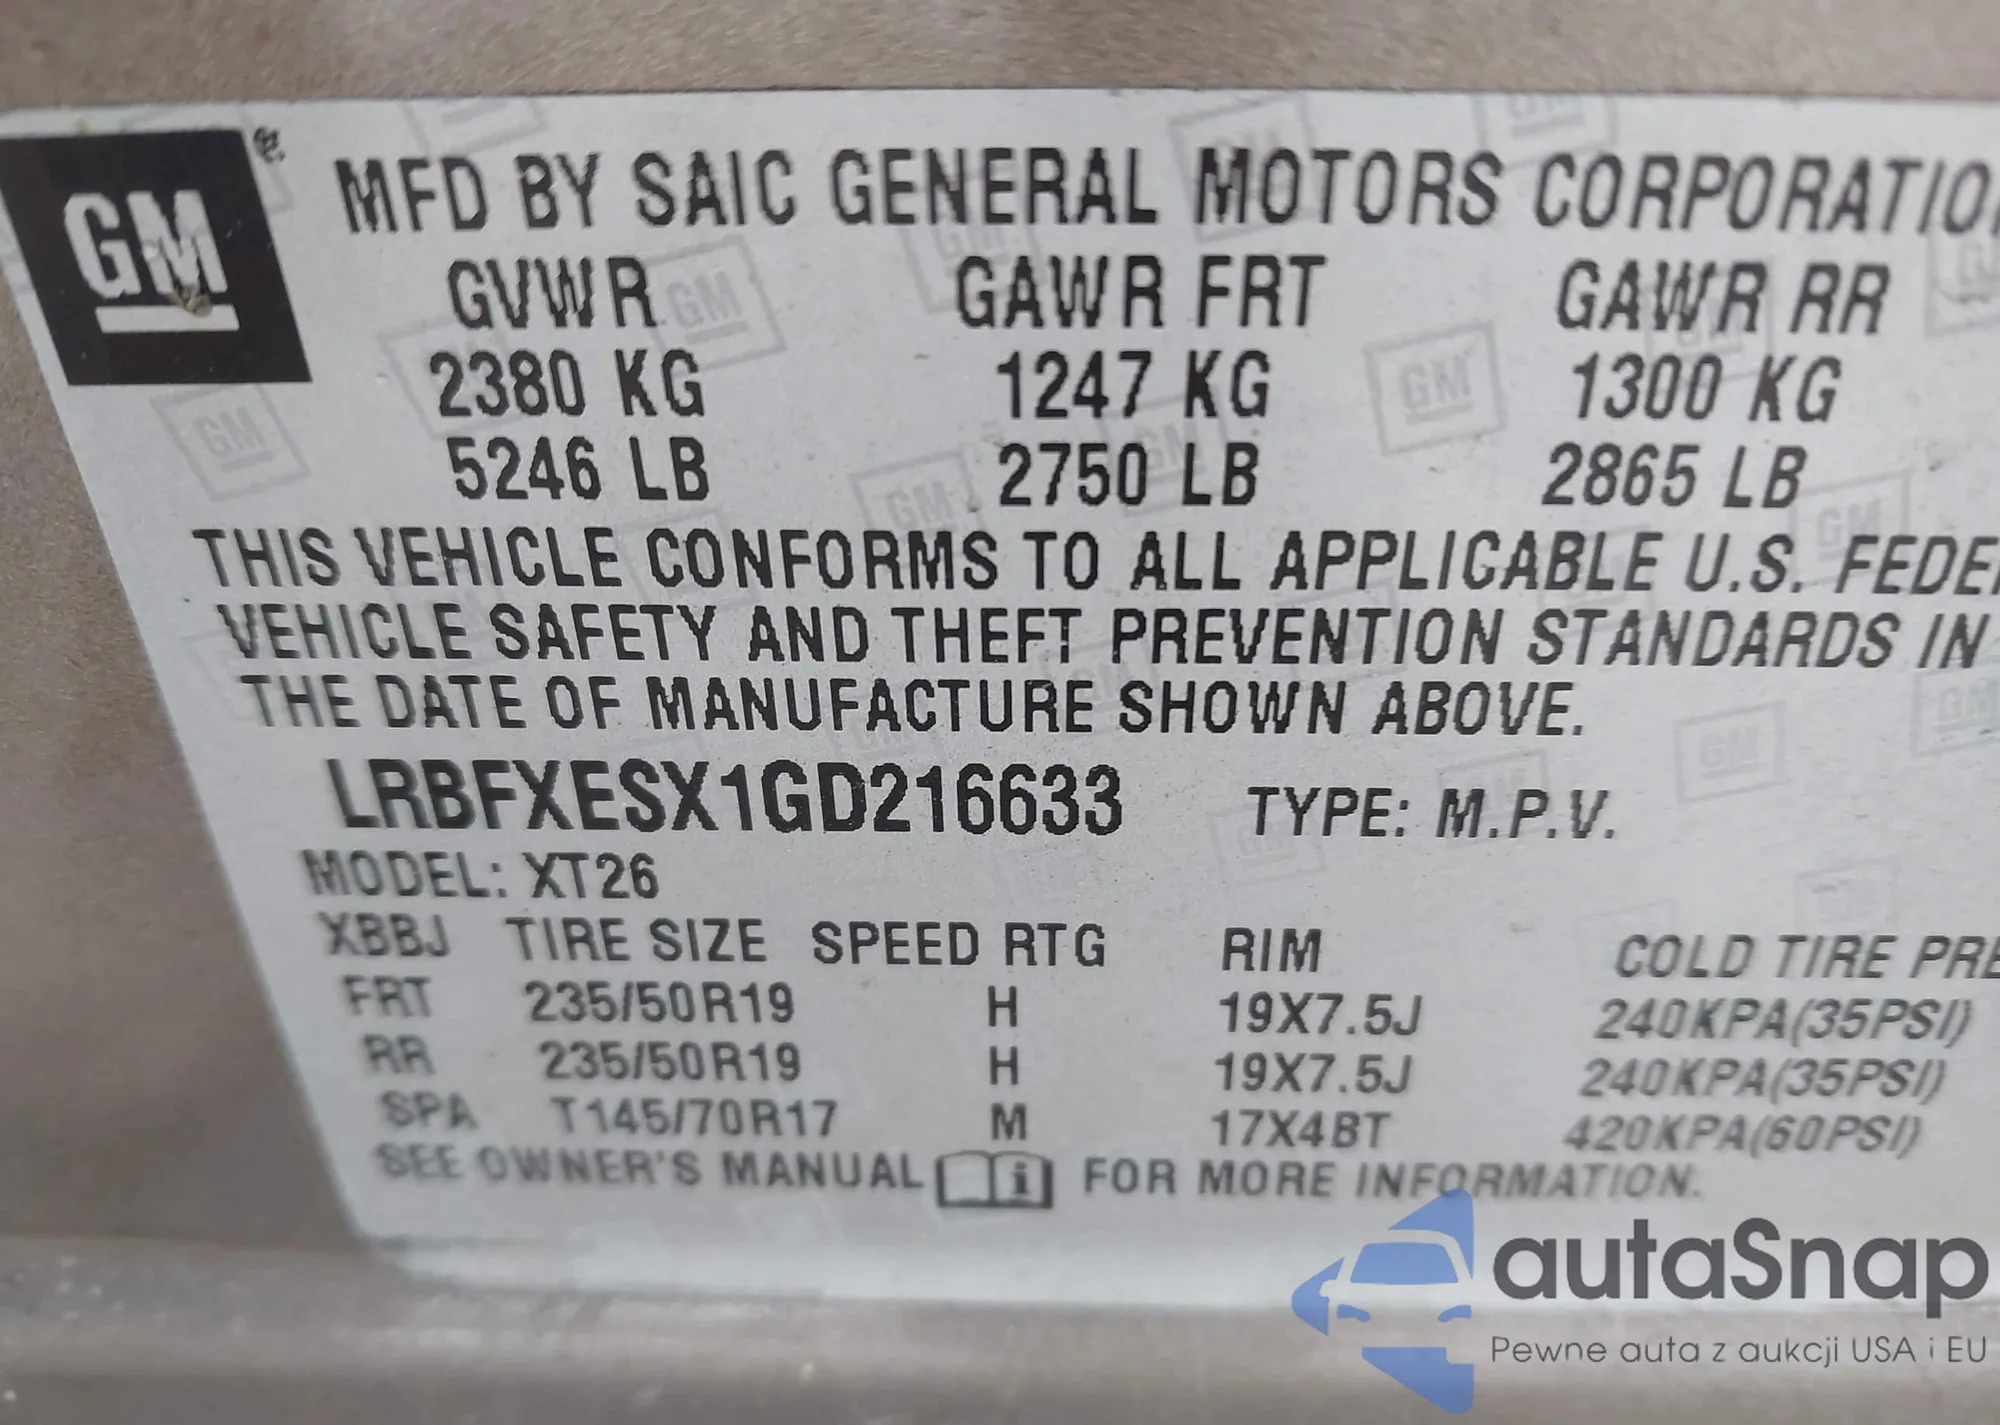 GM ® MFD BY SAIC GENERAL MOTORS CORPORATIO
GVWR GAWR FRT GAWR RR
2380 KG 1247 KG 1300 KG
5246 LB 2750 LB 2865 LB
THIS VEHICLE CONFORMS TO ALL APPLICABLE U.S. FEDE
VEHICLE SAFETY AND THEFT PREVENTION STANDARDS IN
THE DATE OF MANUFACTURE SHOWN ABOVE.
LRBFXESX1GD216633 TYPE: M.P.V.
MODEL: XT26
XBBJ TIRE SIZE SPEED RTG RIM COLD TIRE PRE
FRT 235/50R19 H 19X7.5J 240KPA(35PSI)
RR 235/50R19 H 19X7.5J 240KPA(35PSI)
SPA T145/70R17 M 17X4BT 420KPA(60PSI)
SEE OWNER'S MANUAL i FOR MORE INFORMATION.
autaSnap
Pewne auta z aukcji USA i EU